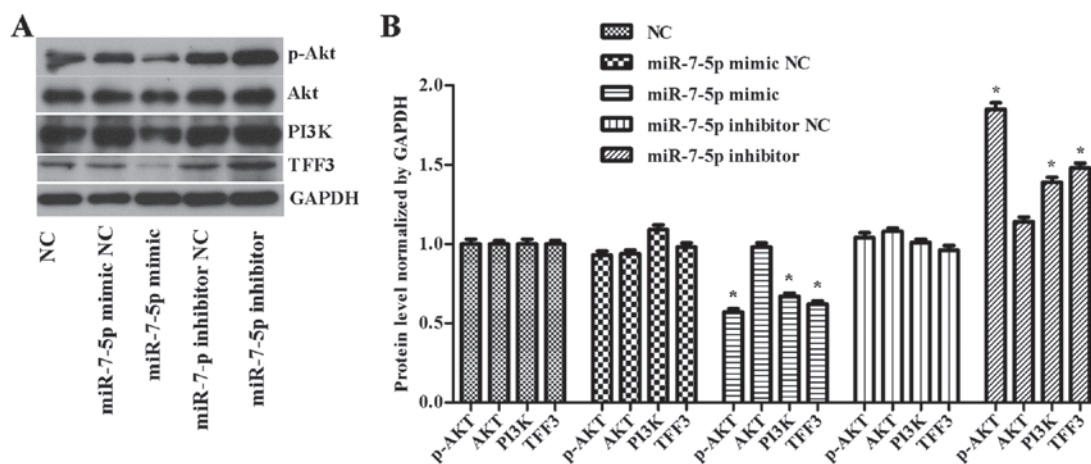 A
p-Akt
Akt
PI3K
TFF3
GAPDH
NC
miR-7-5p mimic NC
miR-7-5p mimic
miR-7-p inhibitor NC
miR-7-5p inhibitor
B
NC
miR-7-5p mimic NC
miR-7-5p mimic
miR-7-5p inhibitor NC
miR-7-5p inhibitor
Protein level normalized by GAPDH
2.0
1.5
1.0
0.5
0.0
* * * * * *
p-AKT AKT PI3K TFF3 p-AKT AKT PI3K TFF3 p-AKT AKT PI3K TFF3 p-AKT AKT PI3K TFF3 p-AKT AKT PI3K TFF3